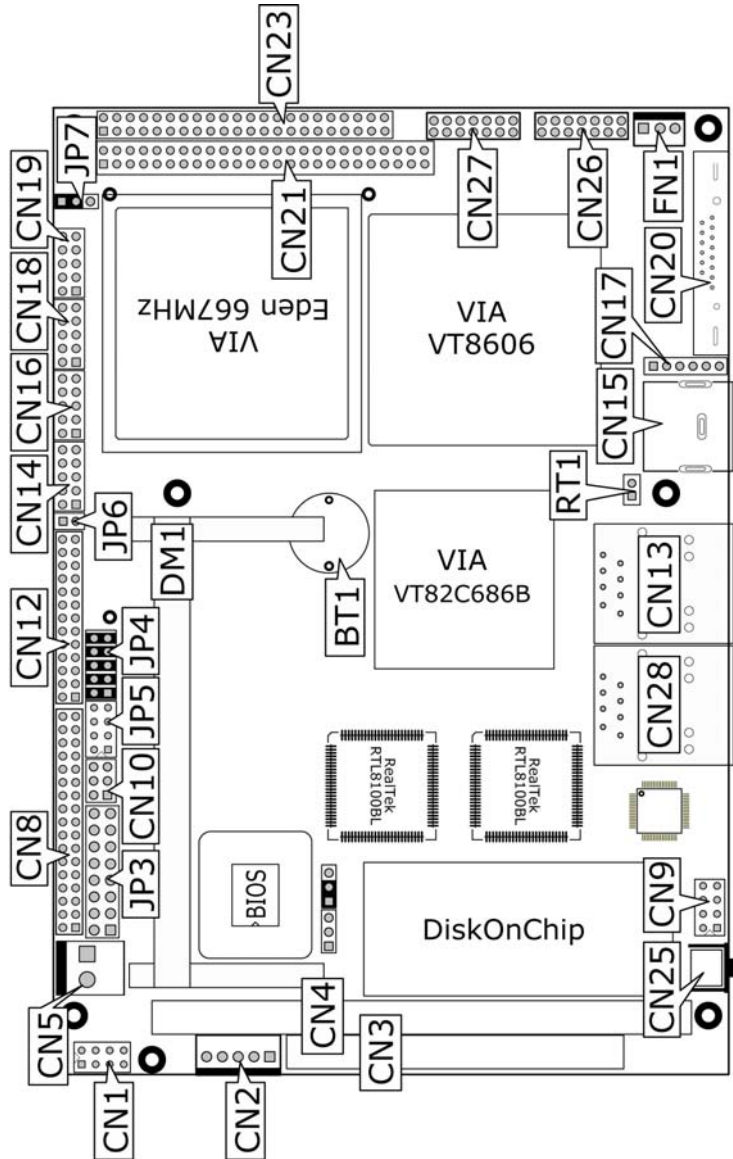 CN23
JP7
CN19
CN21
CN27
CN26
FN1
CN18
CN20
VIA
Eden 667MHz
VIA
VT8606
CN17
CN16
CN15
CN14
RT1
JP6
DM1
BT1
VIA
VT82C686B
CN13
CN12
JP4
JP5
CN28
CN10
RealTek
RTL8100BL
RealTek
RTL8100BL
CN8
JP3
BIOS
DiskOnChip
CN9
CN25
CN5
CN4
CN3
CN1
CN2